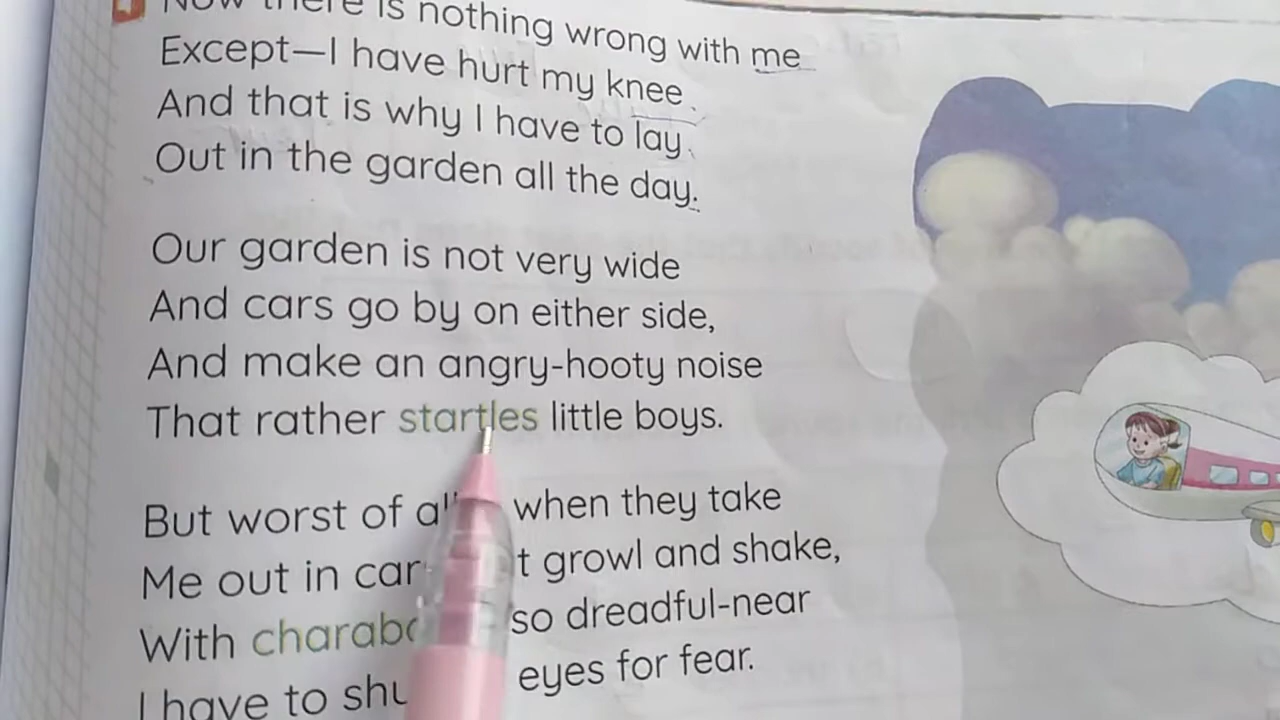 Now there is nothing wrong with me
Except—I have hurt my knee
And that is why I have to lay
Out in the garden all the day.
Our garden is not very wide
And cars go by on either side,
And make an angry-hooty noise
That rather startles little boys.
But worst of all when they take
Me out in car t growl and shake,
With charab so dreadful-near
I have to shu eyes for fear.